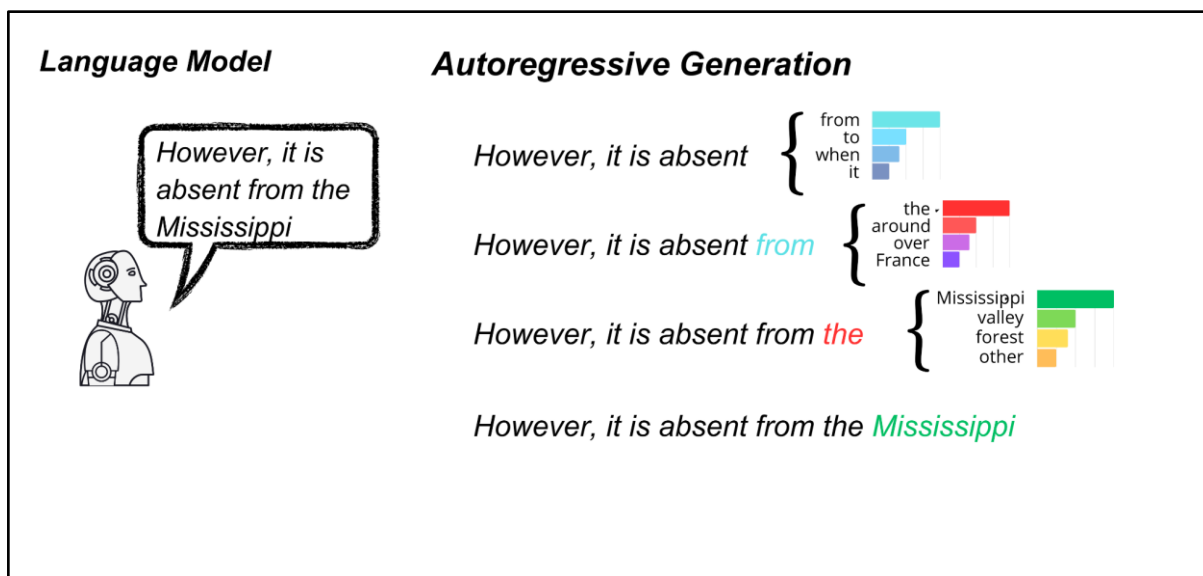 Language Model
However, it is
absent from the
Mississippi
Autoregressive Generation
However, it is absent
from
to
when
it
However, it is absent from
the
around
over
France
However, it is absent from the
Mississippi
valley
forest
other
However, it is absent from the Mississippi